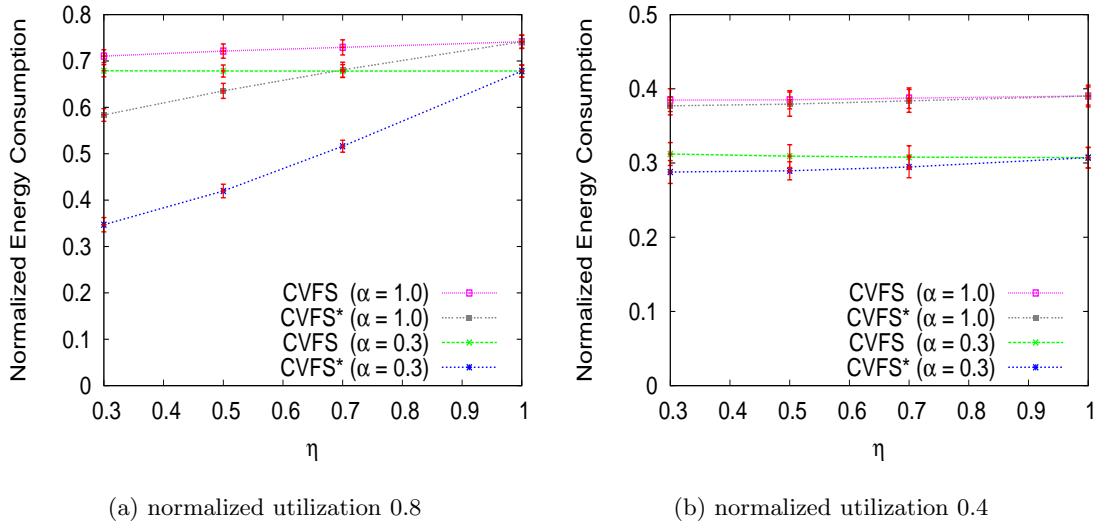 0.8
0.7
0.6
0.5
0.4
0.3
0.2
0.1
0
Normalized Energy Consumption
CVFS (α = 1.0)
CVFS* (α = 1.0)
CVFS (α = 0.3)
CVFS* (α = 0.3)
0.3 0.4 0.5 0.6 0.7 0.8 0.9 1
η
(a) normalized utilization 0.8
0.5
0.4
0.3
0.2
0.1
0
Normalized Energy Consumption
CVFS (α = 1.0)
CVFS* (α = 1.0)
CVFS (α = 0.3)
CVFS* (α = 0.3)
0.3 0.4 0.5 0.6 0.7 0.8 0.9 1
η
(b) normalized utilization 0.4